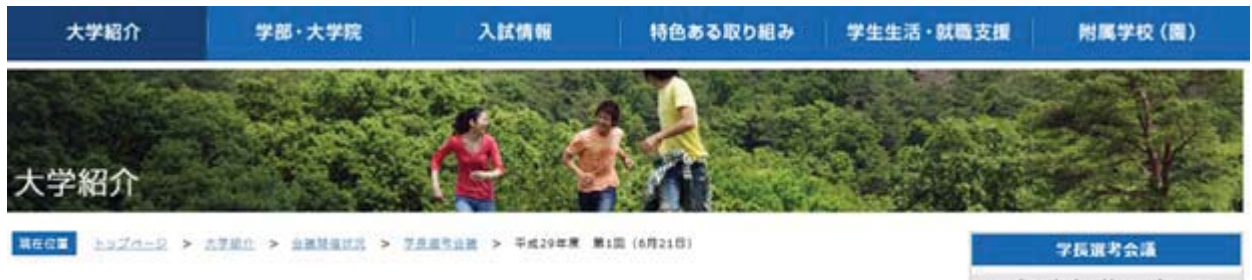 大学紹介 学部・大学院 入試情報 特色ある取り組み 学生生活・就職支援 附属学校（園）
大学紹介
現在位置 トップページ > 大学紹介 > 会議開催状況 > 学長選考会議 > 平成29年度 第1回（6月21日）
学長選考会議